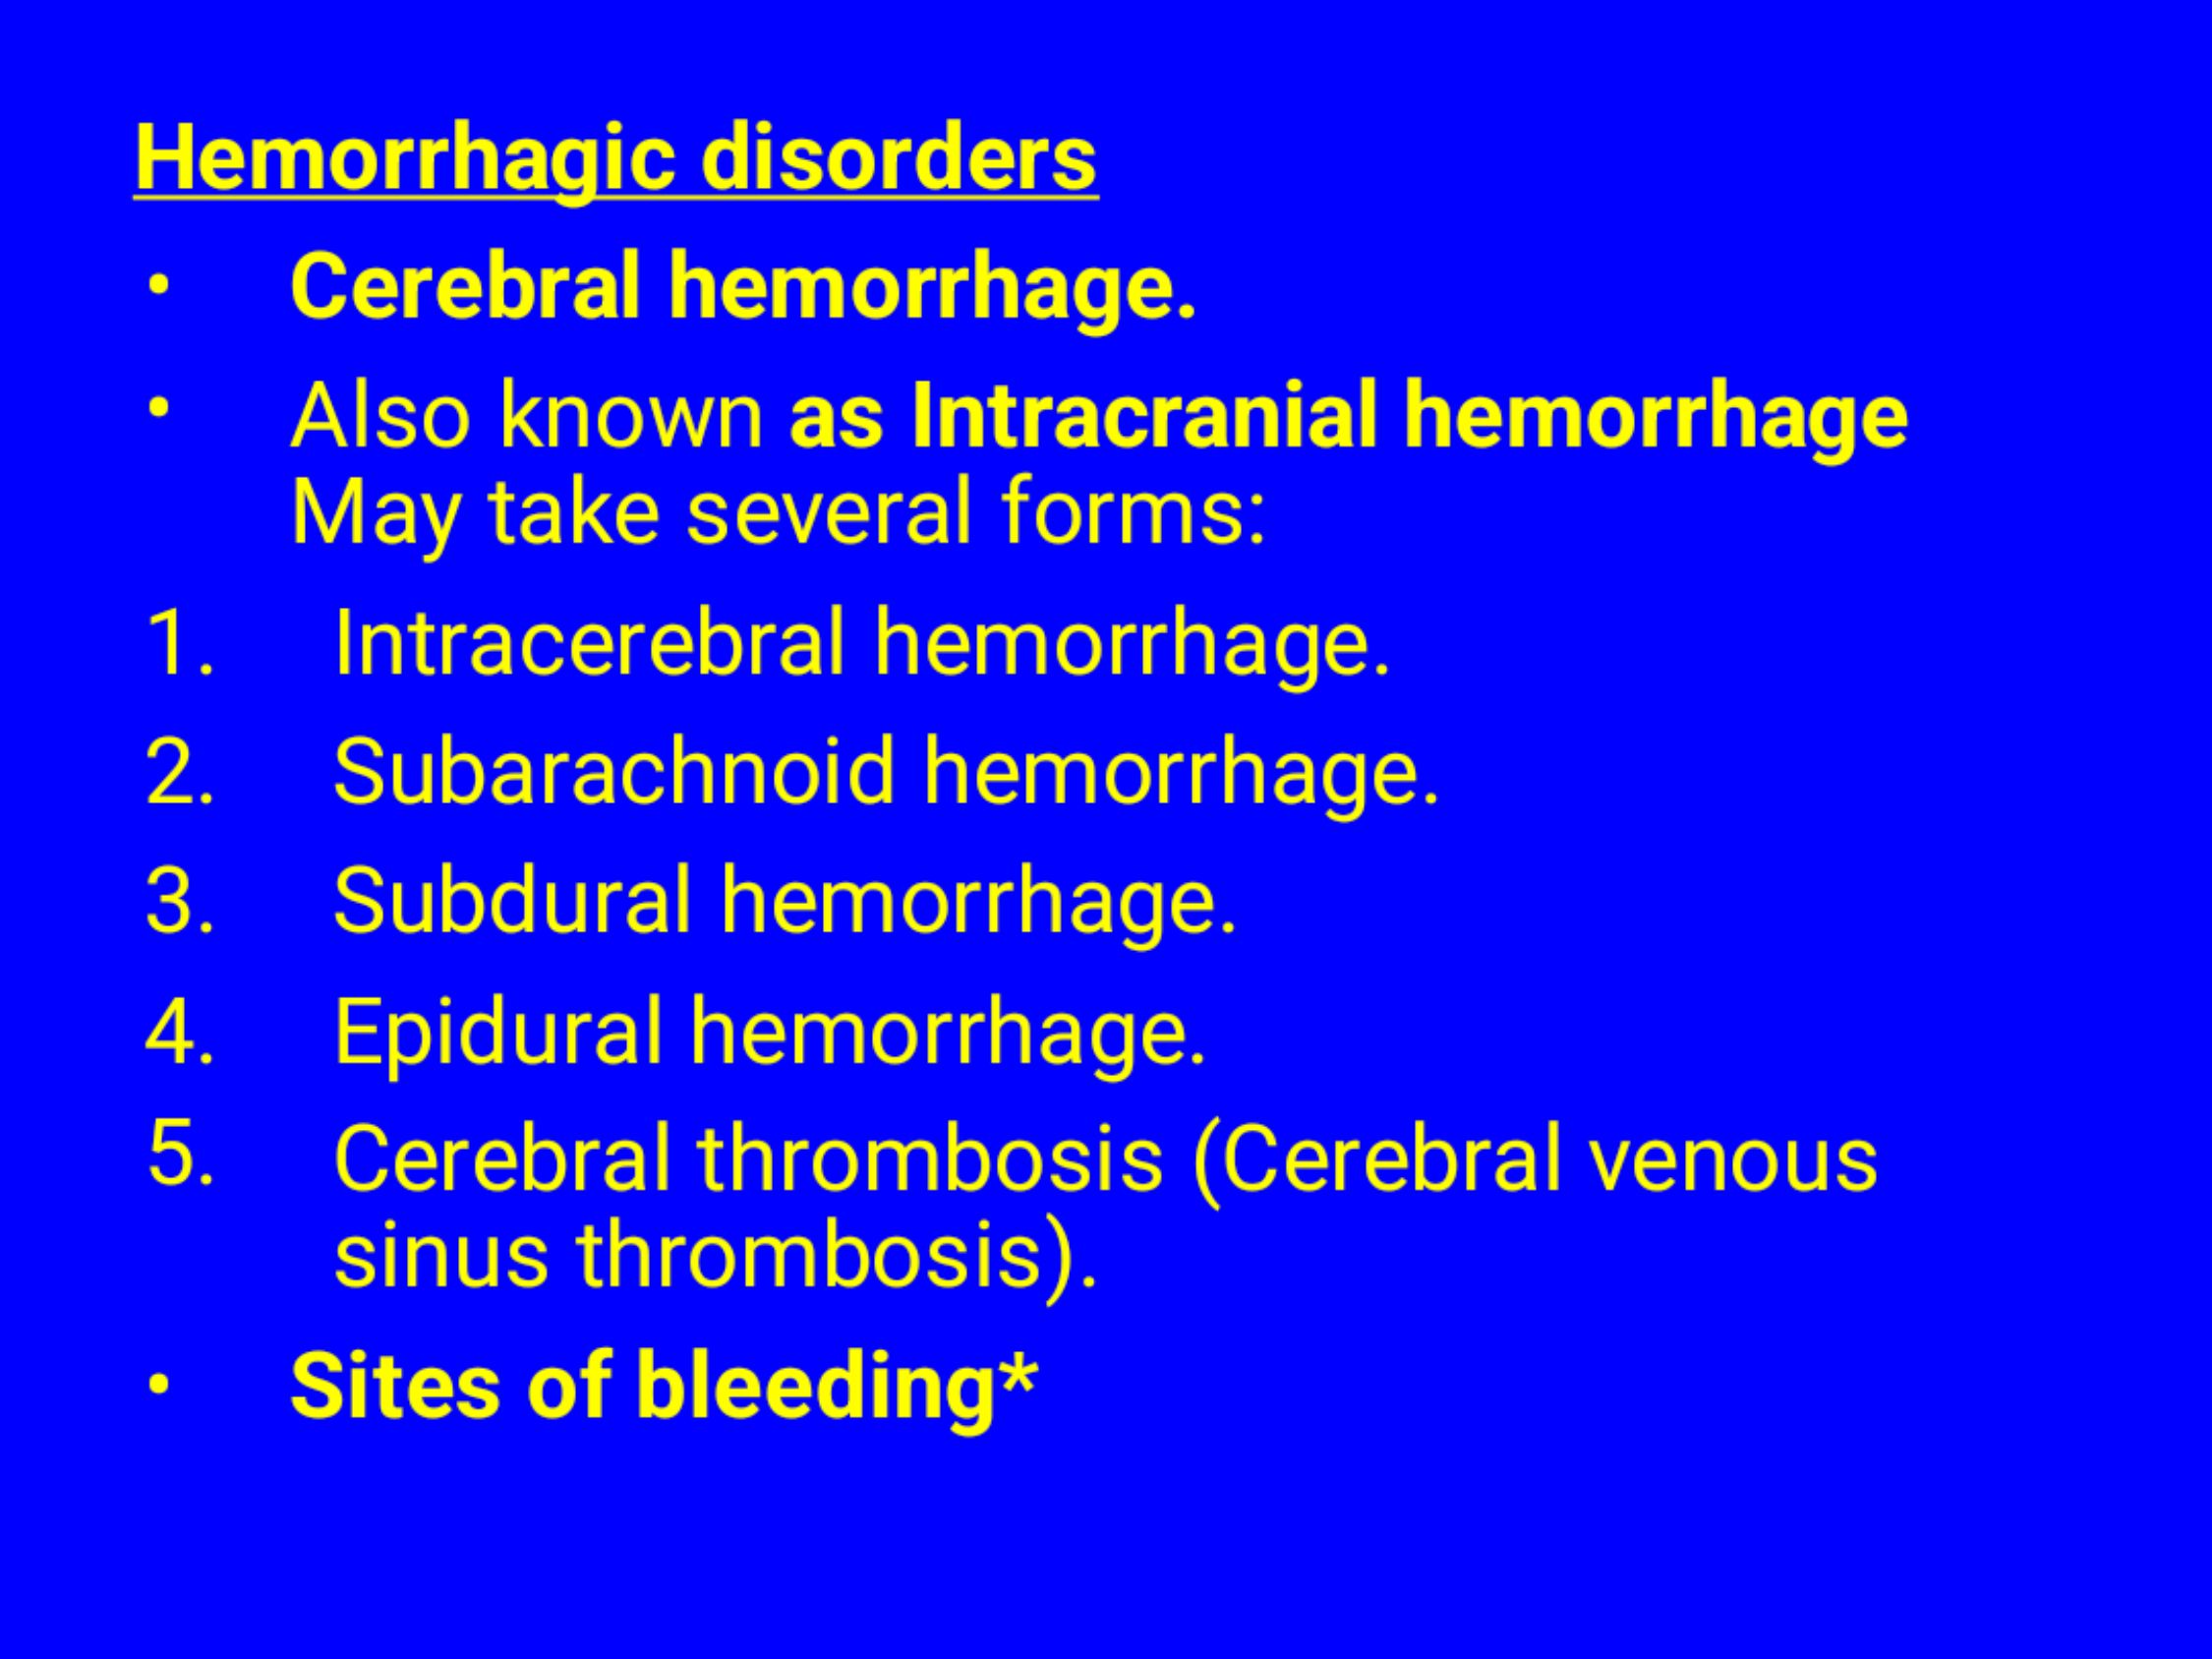 Hemorrhagic disorders
• Cerebral hemorrhage.
• Also known as Intracranial hemorrhage
May take several forms:
1. Intracerebral hemorrhage.
2. Subarachnoid hemorrhage.
3. Subdural hemorrhage.
4. Epidural hemorrhage.
5. Cerebral thrombosis (Cerebral venous
sinus thrombosis).
• Sites of bleeding*